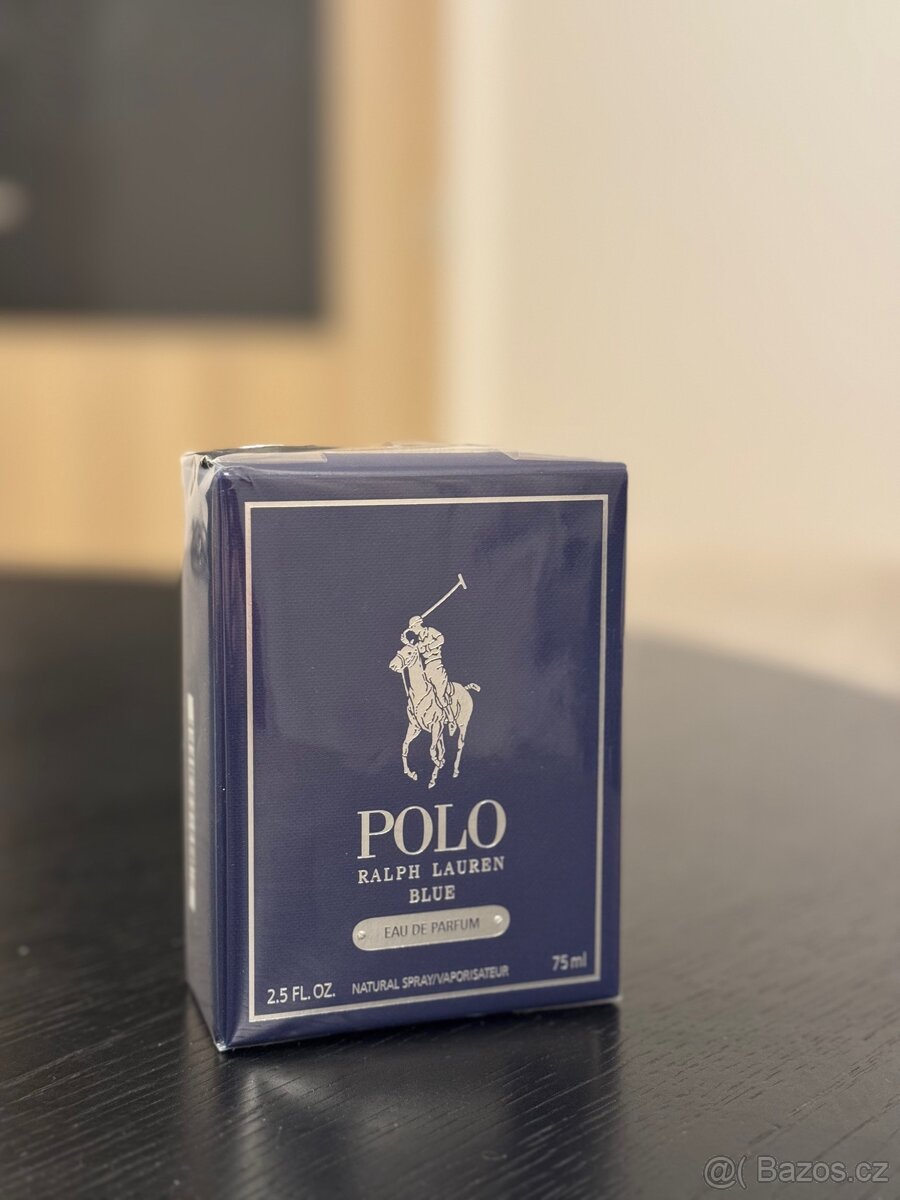 POLO
RALPH LAUREN
BLUE
EAU DE PARFUM
2.5 FL. OZ. NATURAL SPRAY/VAPORISATEUR 75 ml
@( Bazos.cz